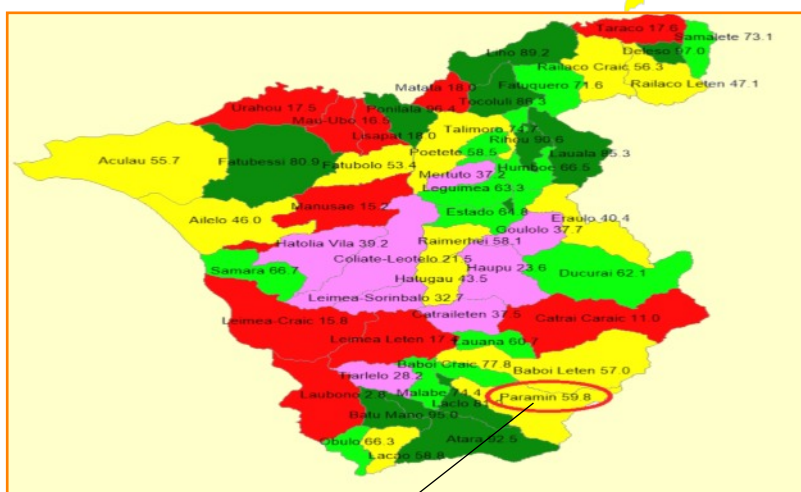 Taraco 17.6
Samalete 73.1
Liho 89.2
Deleso 97.0
Railaco Craic 56.3
Matata 18.0
Fatuquero 71.6
Railaco Leten 47.1
Urahou 17.5
Ponilala 96.4
Tocoluli 86.3
Mau-Ubo 16.5
Lisapat 18.0
Talimoro 74.7
Rihou 90.6
Aculau 55.7
Fatubessi 80.9
Fatubolo 53.4
Poetete 58.5
Lauala 85.3
Humboe 66.5
Mertuto 37.2
Leguimea 63.3
Manusae 15.2
Estado 64.8
Ailelo 46.0
Eraulo 40.4
Goulolo 37.7
Hatolia Vila 39.2
Raimerhei 58.1
Coliate-Leotelo 21.5
Samara 66.7
Haupu 23.6
Ducurai 62.1
Hatugau 43.5
Leimea-Sorinbalo 32.7
Catraileten 37.5
Leimea-Craic 15.8
Catrai Caraic 11.0
Leimea Leten 17.4
Lauana 60.7
Baboi Craic 77.8
Baboi Leten 57.0
Tiarlelo 28.2
Laubono
Malabe 74.4
Paramin 59.8
Laclo
Batu Mano 95.0
Obulo 66.3
Atara 92.5
Lacao 58.8